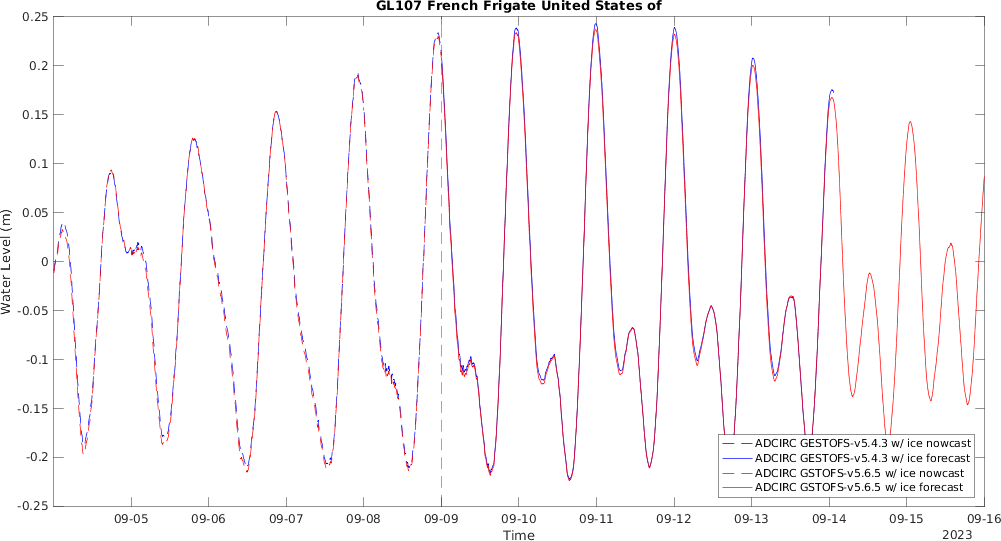 GL107 French Frigate United States of
Water Level (m)
0.25
0.2
0.15
0.1
0.05
0
-0.05
-0.1
-0.15
-0.2
-0.25
ADCIRC GESTOFS-v5.4.3 w/ ice nowcast
ADCIRC GESTOFS-v5.4.3 w/ ice forecast
ADCIRC GSTOFS-v5.6.5 w/ ice nowcast
ADCIRC GSTOFS-v5.6.5 w/ ice forecast
09-05 09-06 09-07 09-08 09-09 09-10 09-11 09-12 09-13 09-14 09-15 09-16
Time
2023